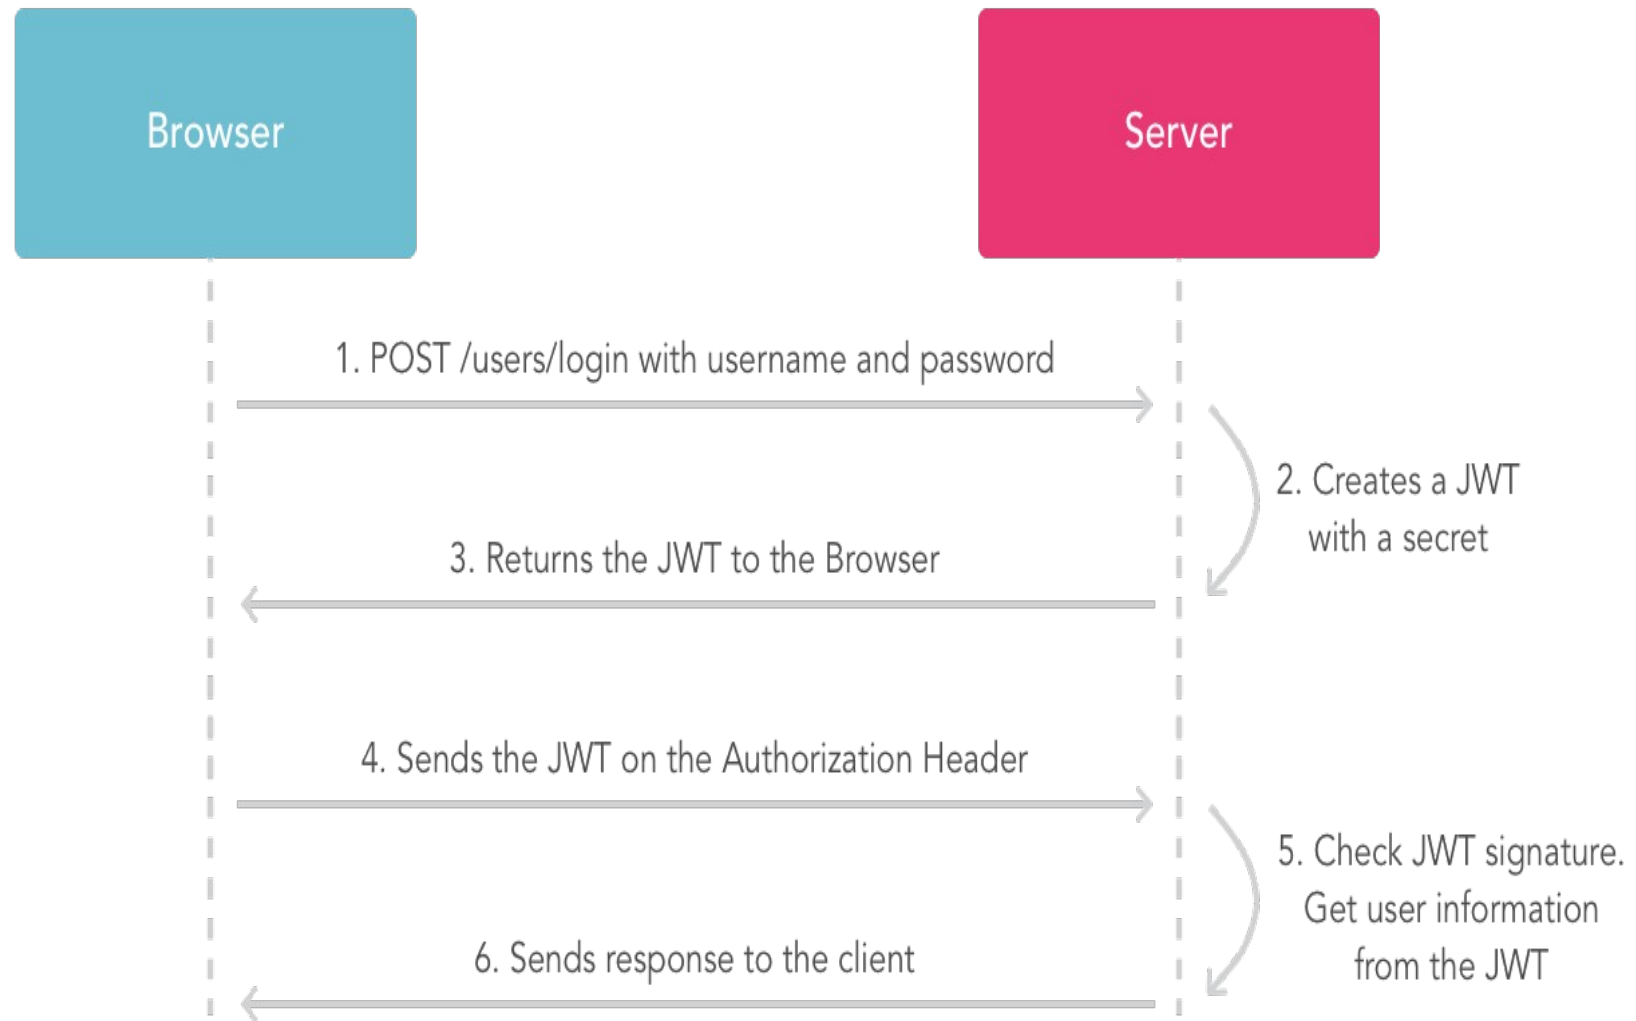 Browser
Server
1. POST /users/login with username and password
2. Creates a JWT
with a secret
3. Returns the JWT to the Browser
4. Sends the JWT on the Authorization Header
5. Check JWT signature.
Get user information
from the JWT
6. Sends response to the client